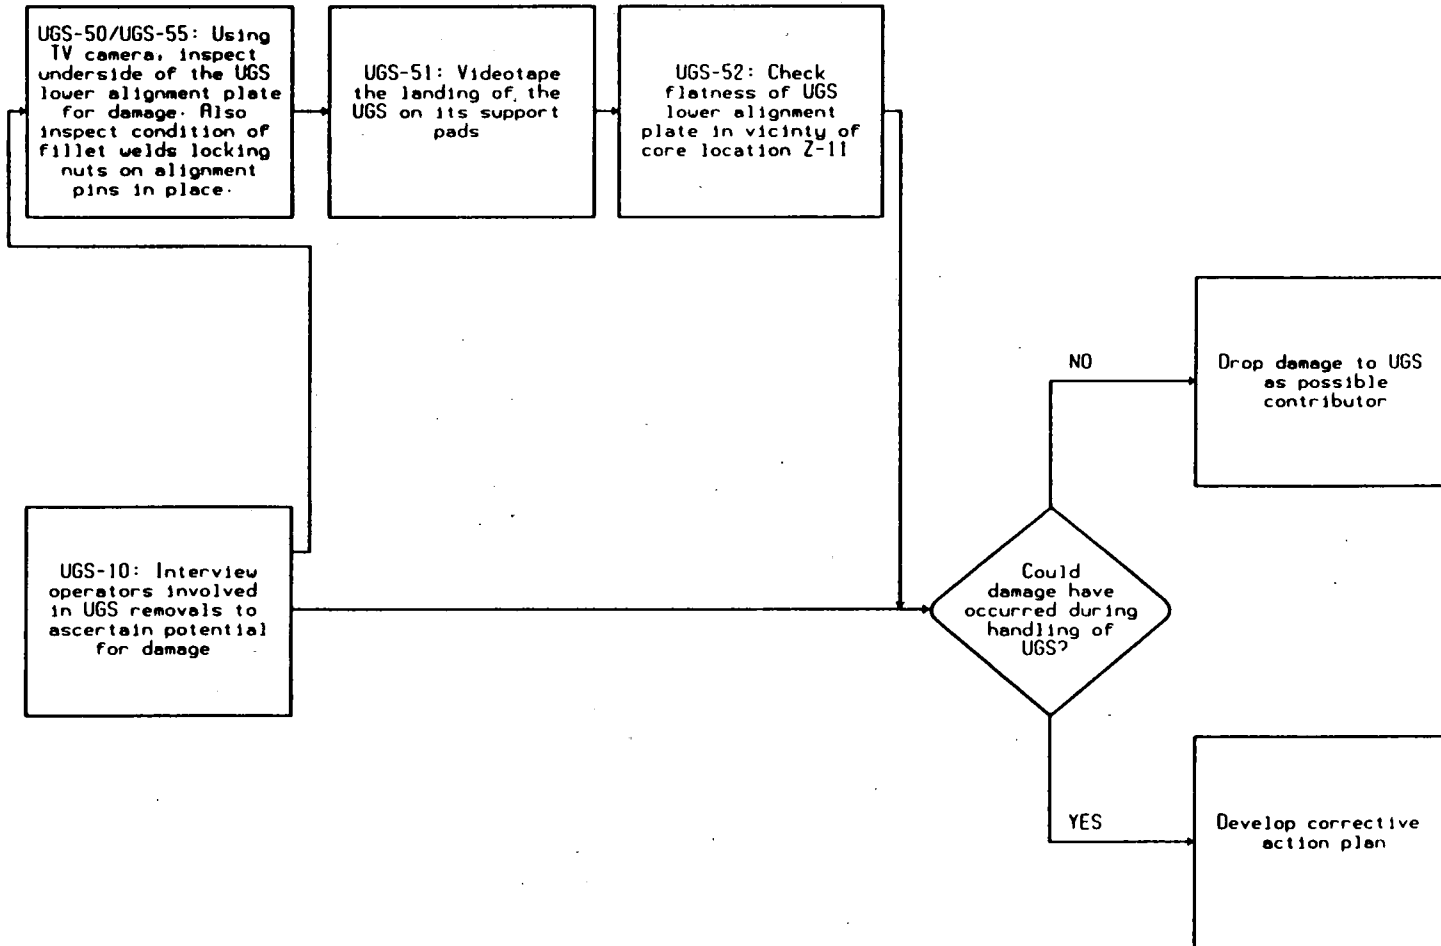 UGS-50/UGS-55: Using
TV camera, inspect
underside of the UGS
lower alignment plate
for damage. Also
inspect condition of
fillet welds locking
nuts on alignment
pins in place.
UGS-51: Videotape
the landing of the
UGS on its support
pads
UGS-52: Check
flatness of UGS
lower alignment
plate in vicinty of
core location Z-11
NO
Drop damage to UGS
as possible
contributor
UGS-10: Interview
operators involved
in UGS removals to
ascertain potential
for damage
Could
damage have
occurred during
handling of
UGS?
YES
Develop corrective
action plan